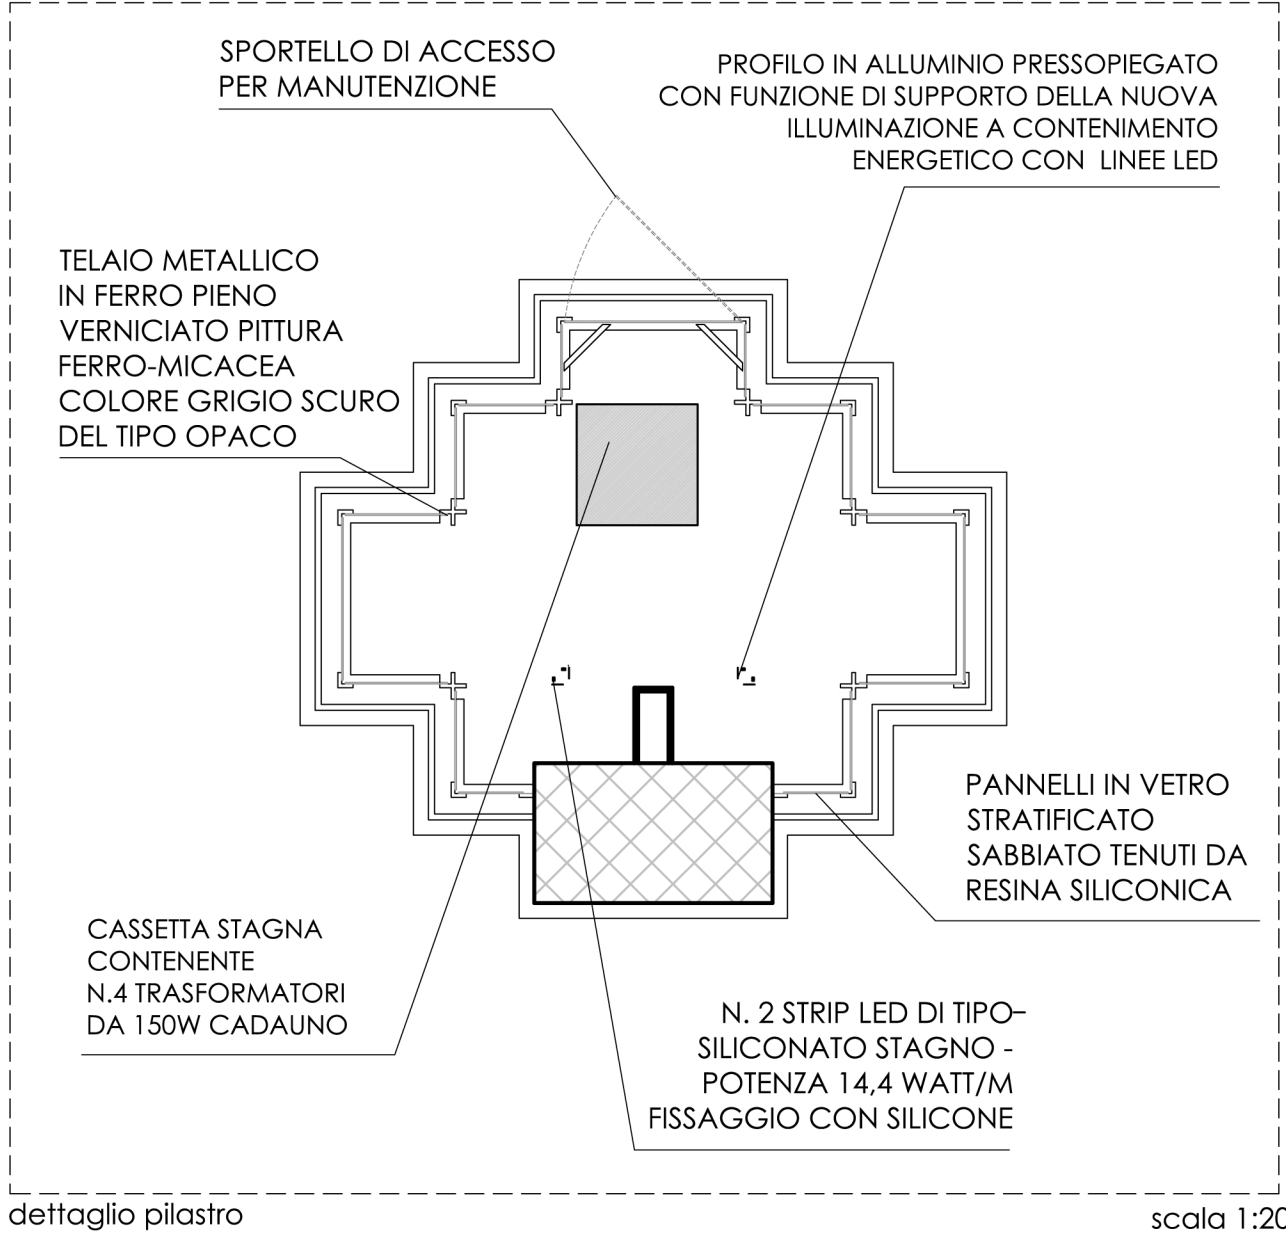 SPORTELLO DI ACCESSO
PER MANUTENZIONE
PROFILO IN ALLUMINIO PRESSOPIEGATO
CON FUNZIONE DI SUPPORTO DELLA NUOVA
ILLUMINAZIONE A CONTENIMENTO
ENERGETICO CON LINEE LED
TELAIO METALLICO
IN FERRO PIENO
VERNICIATO PITTURA
FERRO-MICACEA
COLORE GRIGIO SCURO
DEL TIPO OPACO
PANNELLI IN VETRO
STRATIFICATO
SABBIATO TENUTI DA
RESINA SILICONICA
CASSETTA STAGNA
CONTENENTE
N.4 TRASFORMATORI
DA 150W CADAUNO
N. 2 STRIP LED DI TIPO-
SILICONATO STAGNO -
POTENZA 14,4 WATT/M
FISSAGGIO CON SILICONE
dettaglio pilastro
scala 1:20